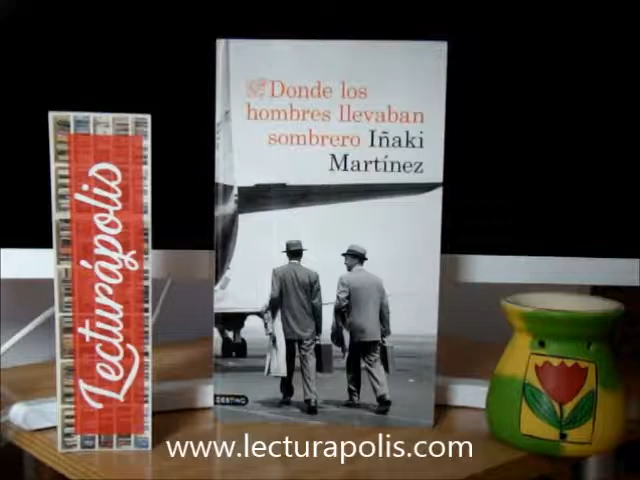 Donde los
hombres llevaban
sombrero Iñaki
Martínez
Lecturápolis
DESTINO
www.lecturapolis.com